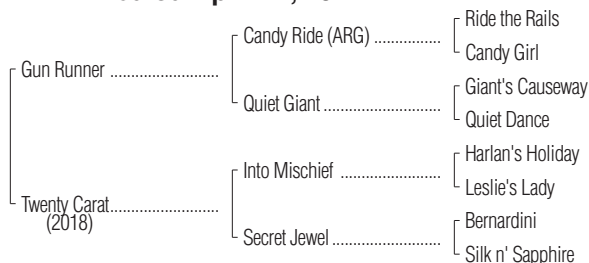 Ride the Rails
Candy Ride (ARG) ................
Candy Girl
Gun Runner ...........................
Giant's Causeway
Quiet Giant.............................
Quiet Dance
Harlan's Holiday
Into Mischief .........................
Leslie's Lady
Twenty Carat...........................
(2018)
Bernardini
Secret Jewel...........................
Silk n' Sapphire